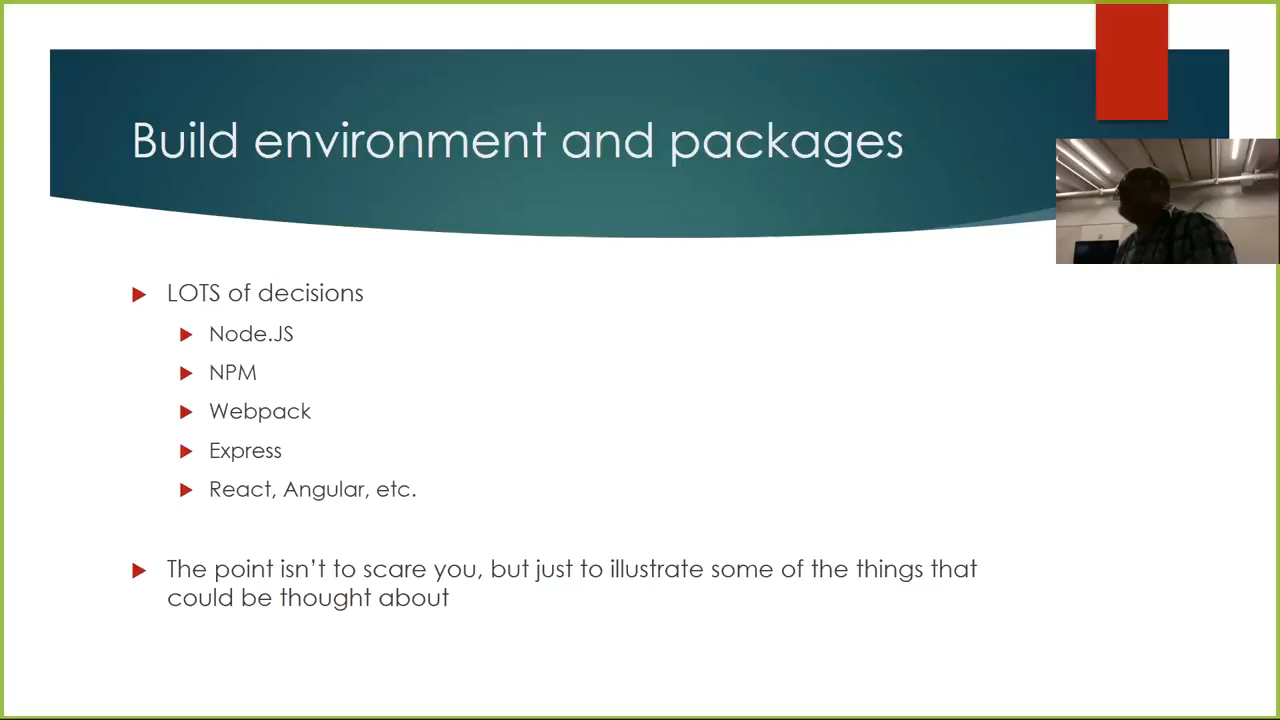 Build environment and packages
LOTS of decisions
Node.JS
NPM
Webpack
Express
React, Angular, etc.
The point isn’t to scare you, but just to illustrate some of the things that
could be thought about